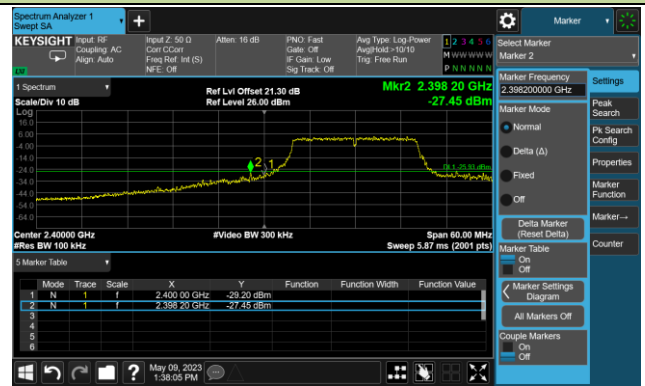 Spectrum Analyzer 1
Swept SA
Marker
KEYSIGHT
Input: RF
Coupling: AC
Align: Auto
Input Z: 50 Ω
Corr CCorr
Freq Ref: Int (S)
NFE: Off
Atten: 16 dB
PNO: Fast
Gate: Off
IF Gain: Low
Sig Track: Off
Avg Type: Log-Power
Avg|Hold:>10/10
Trig: Free Run
1 2 3 4 5 6
M W W W W W
P N N N N N
LXI
1 Spectrum
Scale/Div 10 dB
Ref Lvl Offset 21.30 dB
Ref Level 26.00 dBm
Mkr2 2.398 20 GHz
-27.45 dBm
Log
16.0
6.00
-4.00
-14.0
-24.0
-34.0
-44.0
-54.0
-64.0
2
1
DL1 -25.93 dBm
Center 2.40000 GHz
#Video BW 300 kHz
Span 60.00 MHz
#Res BW 100 kHz
Sweep 5.87 ms (2001 pts)
5 Marker Table
Mode Trace Scale X Y Function Function Width Function Value
1 N 1 f 2.400 00 GHz -29.20 dBm
2 N 1 f 2.398 20 GHz -27.45 dBm
3
4
5
6
May 09, 2023
1:38:05 PM
Select Marker
Marker 2
Marker Frequency
2.398200000 GHz
Marker Mode
Normal
Delta (Δ)
Fixed
Off
Delta Marker
(Reset Delta)
Marker Table
On
Off
Marker Settings
Diagram
All Markers Off
Couple Markers
On
Off
Settings
Peak
Search
Pk Search
Config
Properties
Marker
Function
Marker→
Counter